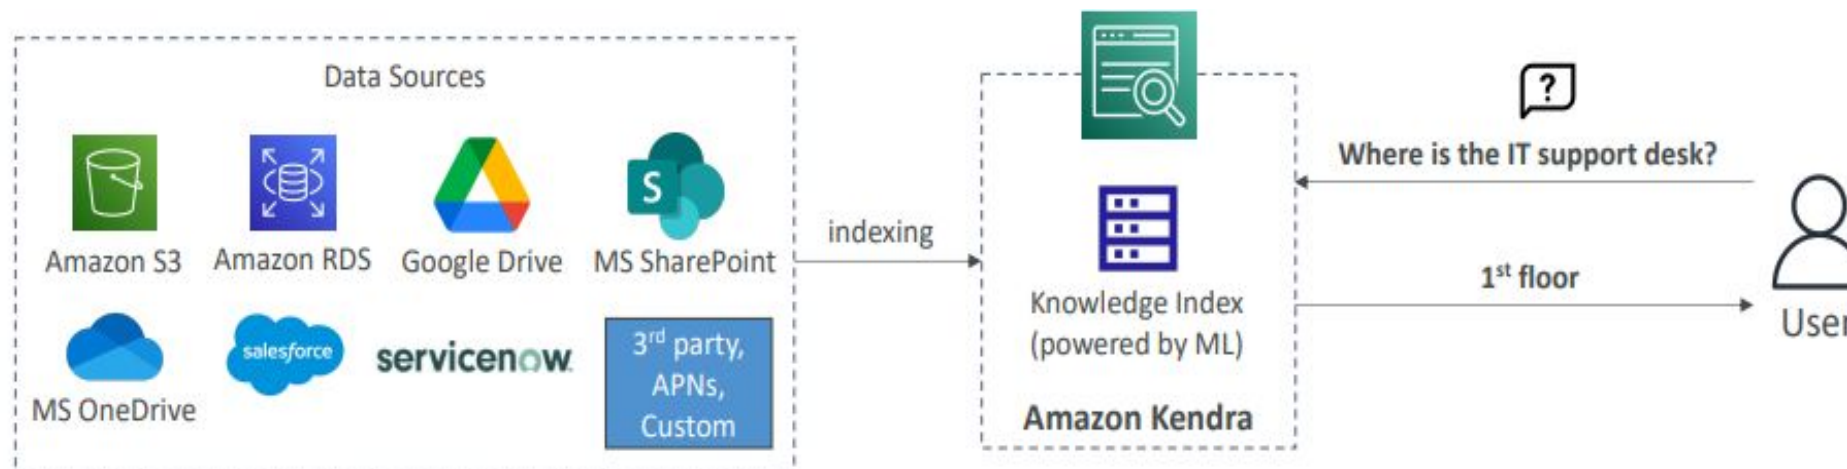 Data Sources
Amazon S3
Amazon RDS
Google Drive
S
MS SharePoint
MS OneDrive
salesforce
servicenow
3rd party,
APNs,
Custom
indexing
Knowledge Index
(powered by ML)
Amazon Kendra
?
Where is the IT support desk?
1st floor
User